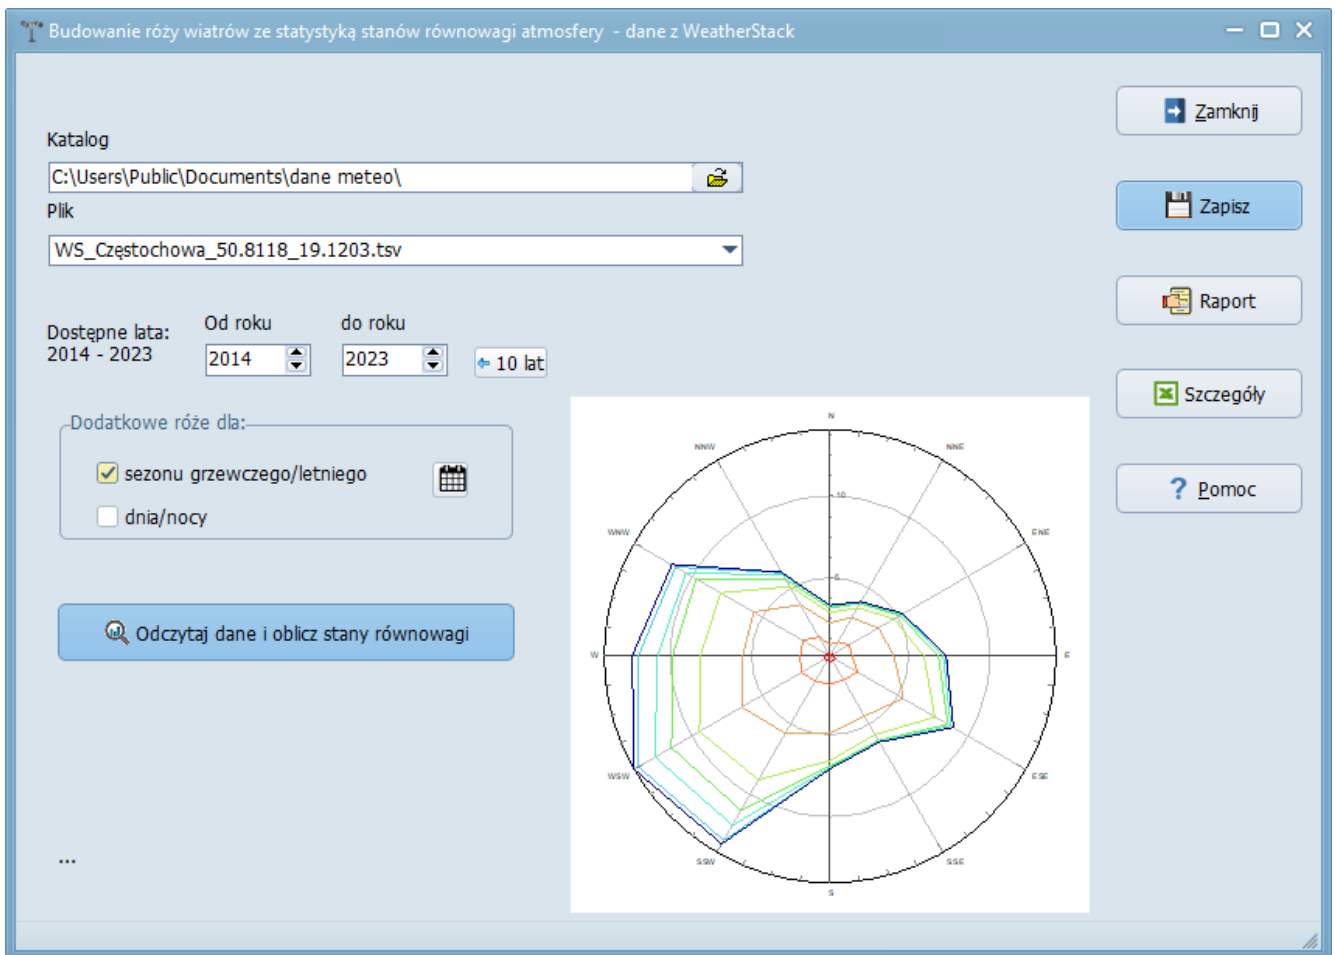 Budowanie róży wiatrów ze statystyką stanów równowagi atmosfery - dane z WeatherStack
Katalog
C:\Users\Public\Documents\dane meteo\
Plik
WS_Częstochowa_50.8118_19.1203.tsv
Dostępne lata:
2014 - 2023
Od roku
2014
do roku
2023
10 lat
Dodatkowe róże dla:
sezonu grzewczego/letniego
dnia/nocy
Odczytaj dane i oblicz stany równowagi
...
Zamknij
Zapisz
Raport
Szczegóły
? Pomoc
N
NNW
NNE
10
WNW
ENE
5
W
E
WSW
ESE
SSW
SSE
S